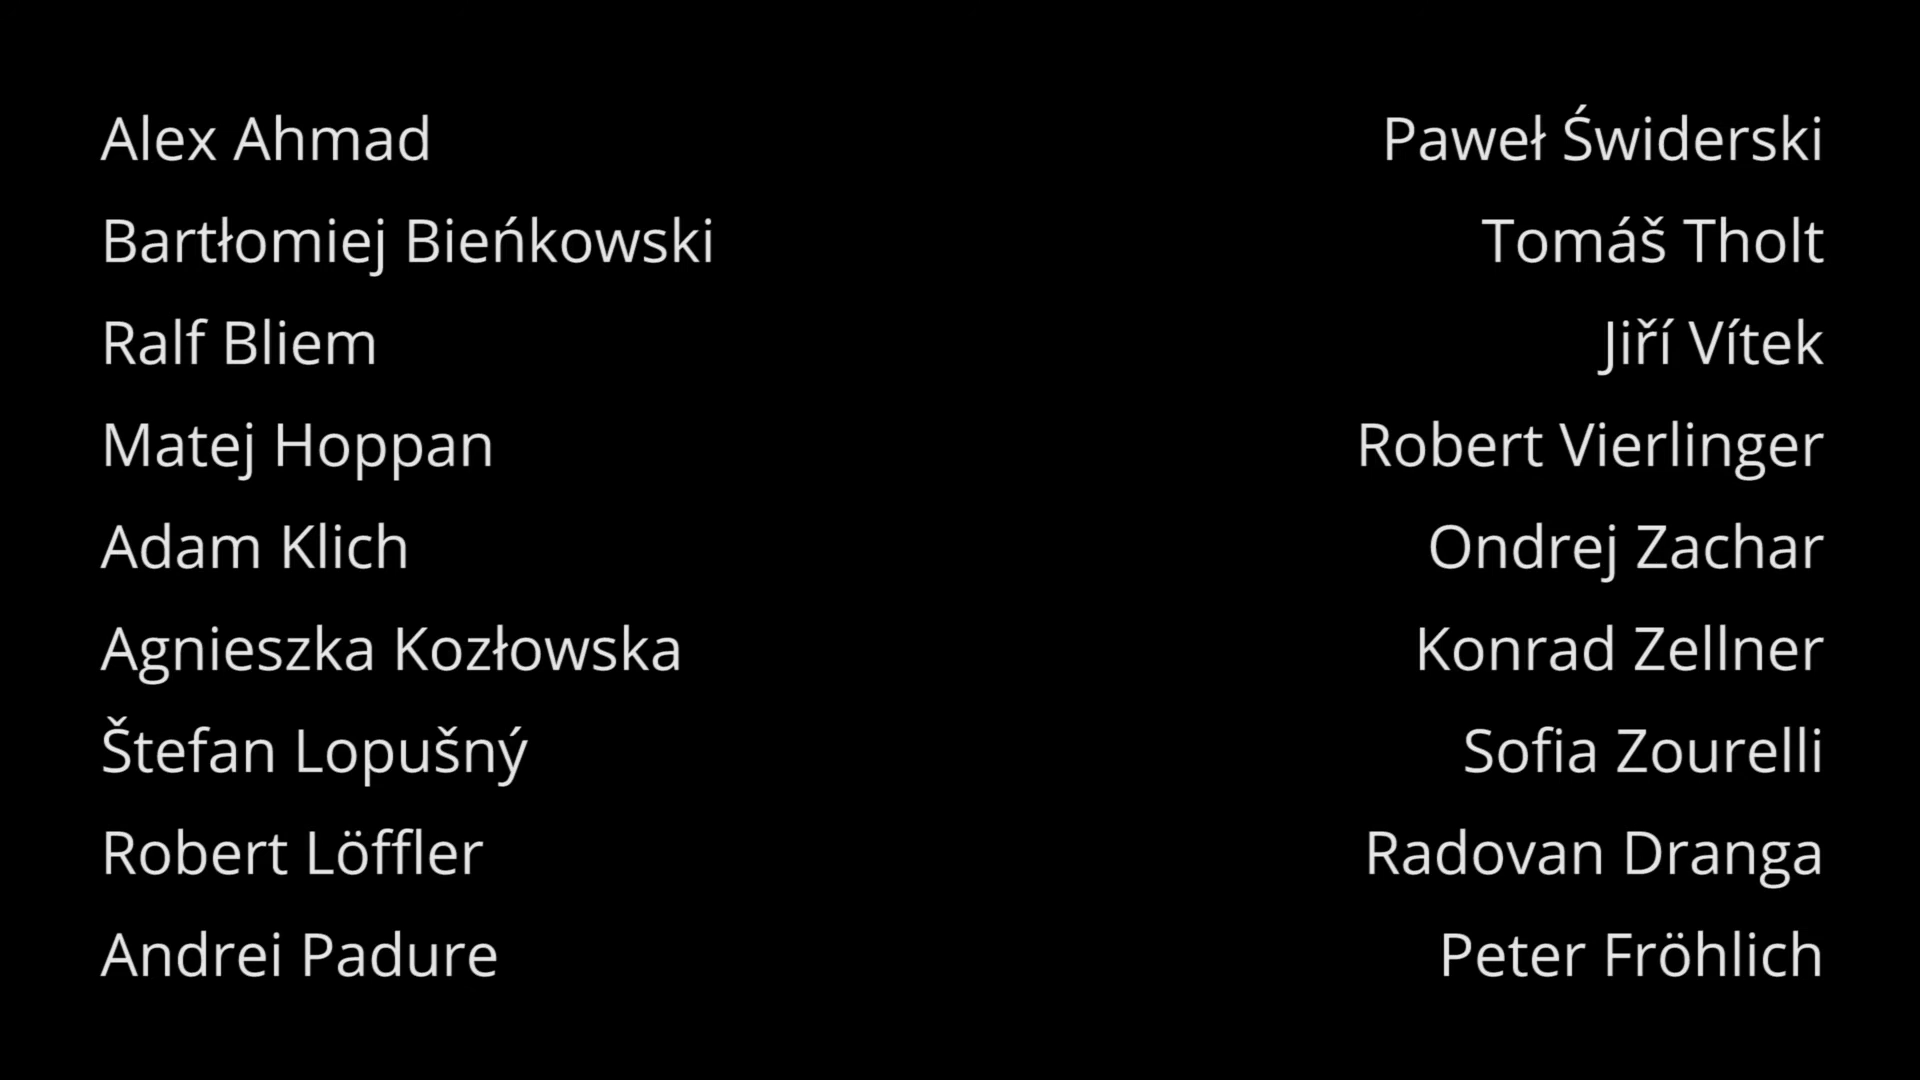 Alex Ahmad
Bartłomiej Bieńkowski
Ralf Bliem
Matej Hoppan
Adam Klich
Agnieszka Kozłowska
Štefan Lopušný
Robert Löffler
Andrei Padure
Paweł Świderski
Tomáš Tholt
Jiří Vítek
Robert Vierlinger
Ondrej Zachar
Konrad Zellner
Sofia Zourelli
Radovan Dranga
Peter Fröhlich